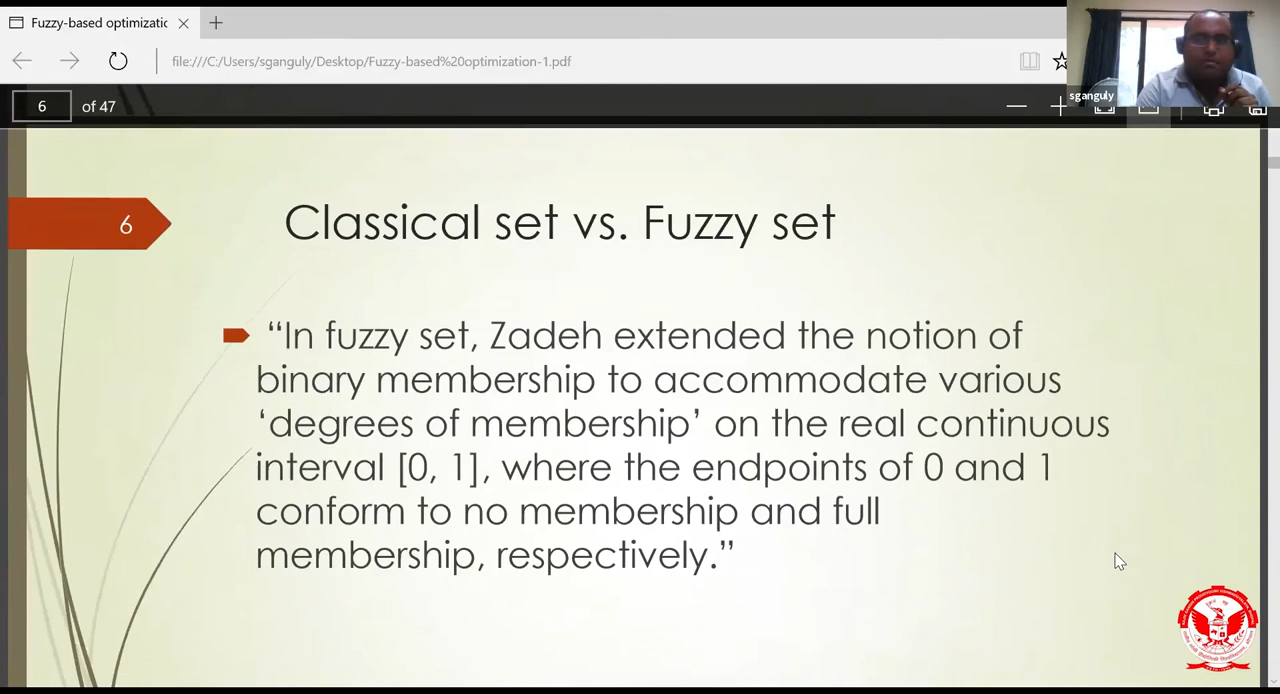 Fuzzy-based optimizatic
file:///C:/Users/sganguly/Desktop/Fuzzy-based%20optimization-1.pdf
sganguly
6 of 47
6
Classical set vs. Fuzzy set
“In fuzzy set, Zadeh extended the notion of
binary membership to accommodate various
‘degrees of membership’ on the real continuous
interval [0, 1], where the endpoints of 0 and 1
conform to no membership and full
membership, respectively.”